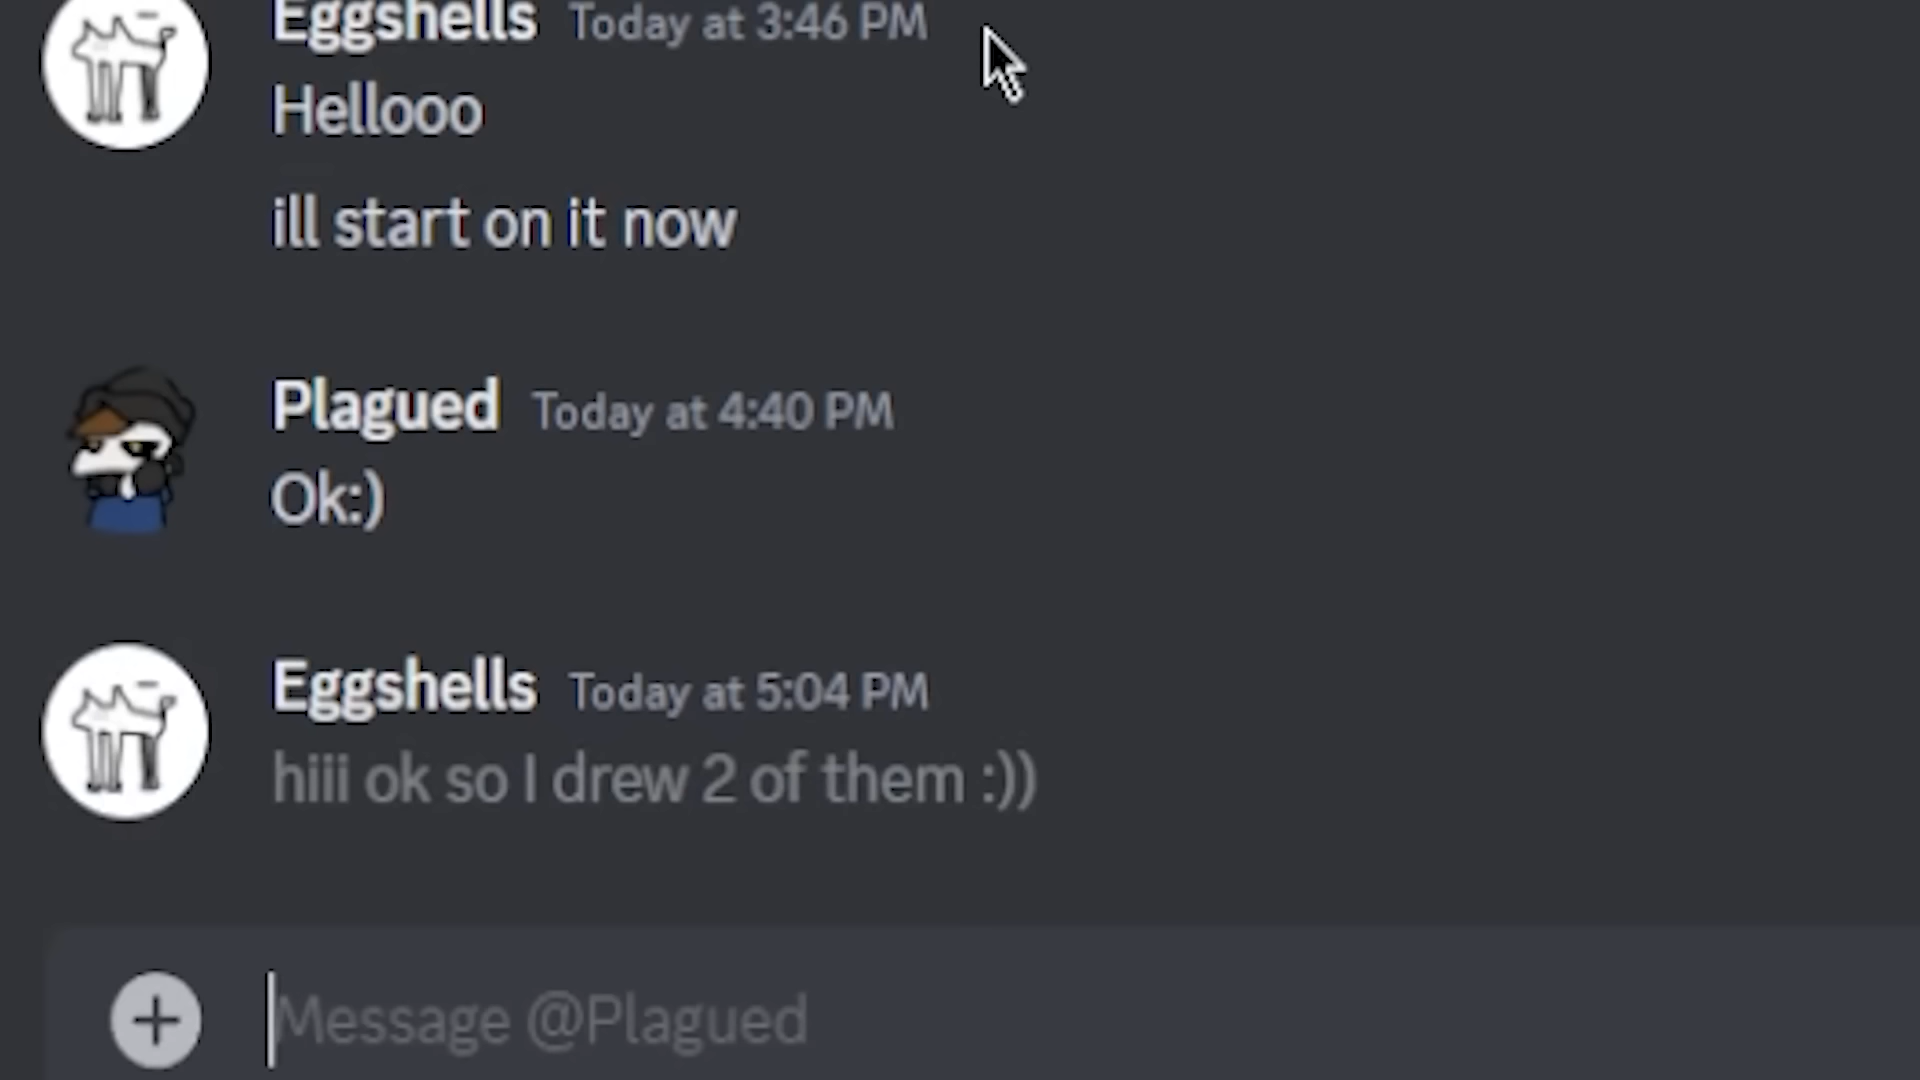 Eggshells Today at 3:46 PM
Hellooo
ill start on it now
Plagued Today at 4:40 PM
Ok:)
Eggshells Today at 5:04 PM
hiii ok so I drew 2 of them :))
Message @Plagued